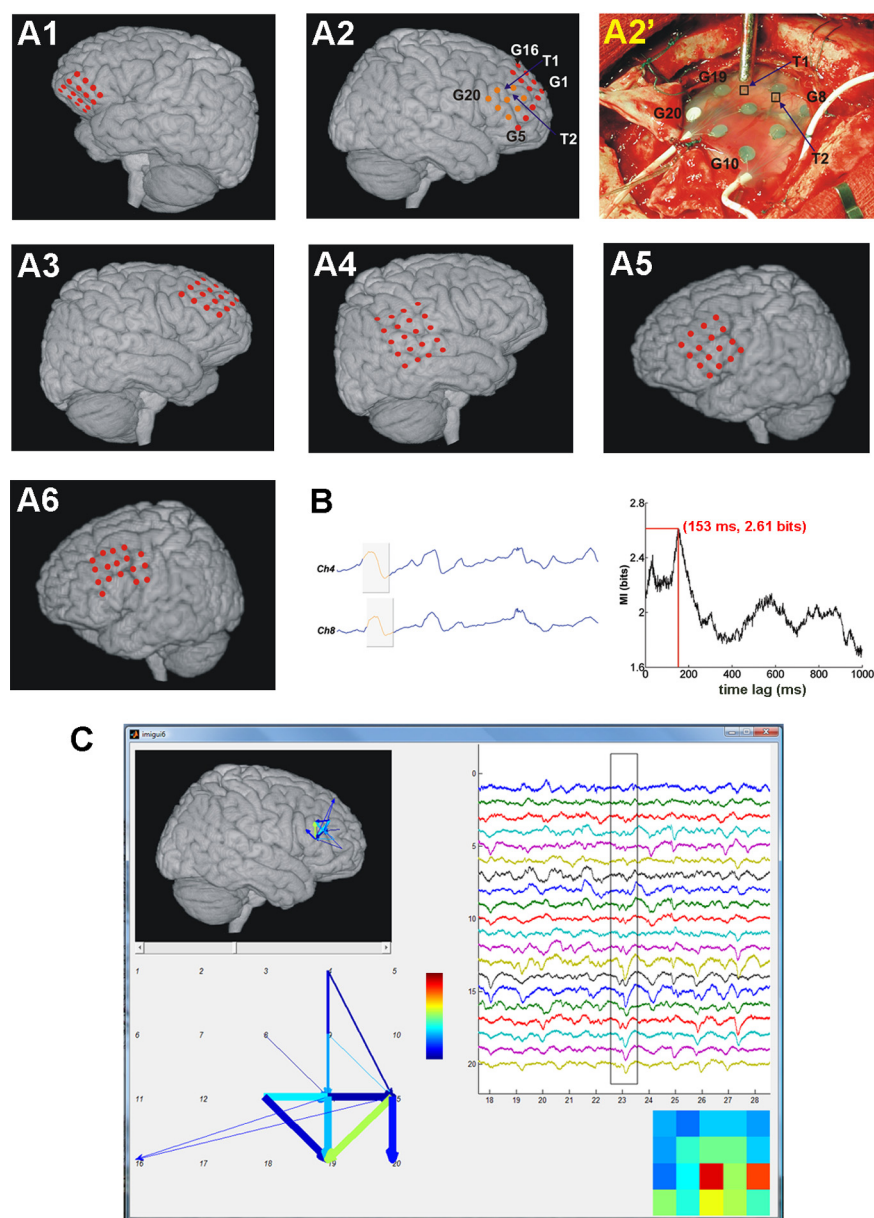 A1
A2
G16
T1
G1
G20
T2
G5
A2’
G19
T1
G8
G20
G10
T2
A3
A4
A5
A6
B
Ch4
Ch8
MI (bits)
2.8
2.4
2
1.6
(153 ms, 2.61 bits)
0 200 400 600 800 1000
time lag (ms)
C
imigui6
1 2 3 4 5
6 7 8 9 10
11 12
16 17 18 19 20
0
5
10
15
20
18 19 20 21 22 23 24 25 26 27 28